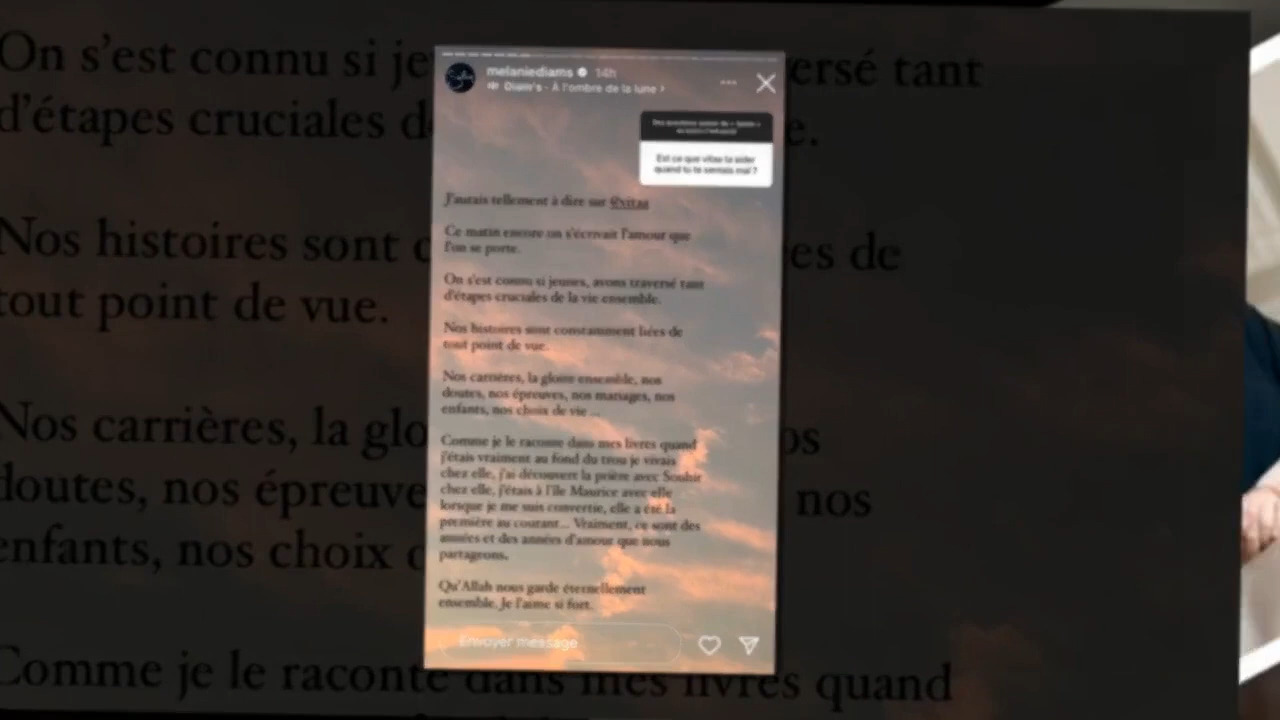 melaniediams 14h
Diam's · À l'ombre de la lune ›
Est ce que vitaa ta aider
quand tu te sentais mal ?
J'aurais tellement à dire sur @vitaa
Ce matin encore on s'écrivait l'amour que
l'on se porte.
On s'est connu si jeunes, avons traversé tant
d'étapes cruciales de la vie ensemble.
Nos histoires sont constamment liées de
tout point de vue.
Nos carrières, la gloire ensemble, nos
doutes, nos épreuves, nos mariages, nos
enfants, nos choix de vie ...
Comme je le raconte dans mes livres quand
j'étais vraiment au fond du trou je vivais
chez elle, j'ai découvert la prière avec Souhir
chez elle, j'étais à l'île Maurice avec elle
lorsque je me suis convertie, elle a été la
première au courant... Vraiment, ce sont des
années et des années d'amour que nous
partageons.
Qu'Allah nous garde éternellement
ensemble. Je l'aime si fort.
Envoyer message
On s'est connu si je versé tant
d'étapes cruciales d e.
Nos histoires sont c es de
tout point de vue.
Nos carrières, la glo os
doutes, nos épreuve nos
enfants, nos choix d
Comme je le raconte dans mes livres quand